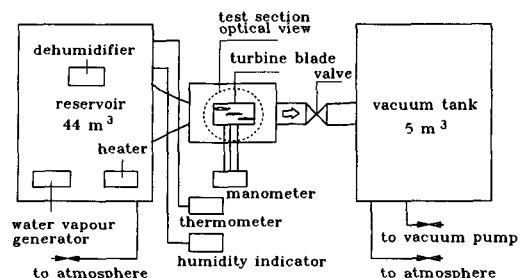 test section
optical view
dehumidifier
turbine blade
valve
reservoir
44 m³
vacuum tank
5 m³
heater
manometer
water vapour
generator
thermometer
to vacuum pump
to atmosphere
humidity indicator
to atmosphere